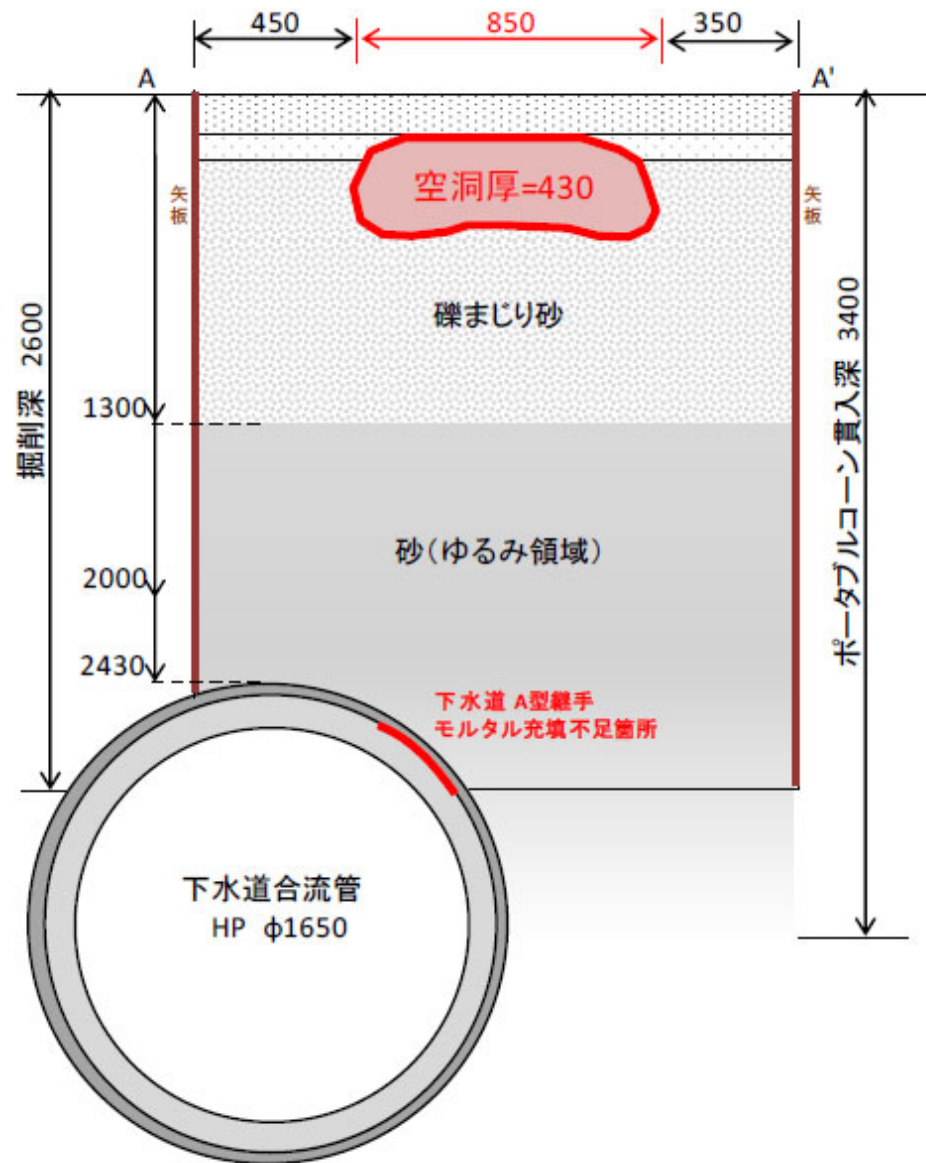 450
850
350
A
A'
空洞厚=430
矢板
矢板
礫まじり砂
掘削深 2600
ポータブルコーン貫入深 3400
1300
砂(ゆるみ領域)
2000
2430
下水道 A型継手
モルタル充填不足箇所
下水道合流管
HP φ1650